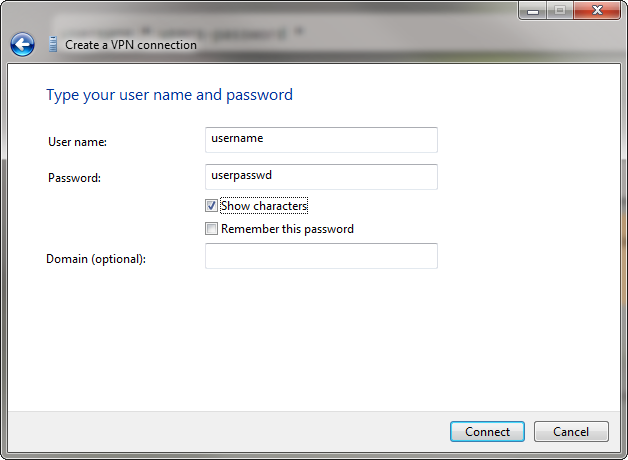 Create a VPN connection
Type your user name and password
User name:
username
Password:
userpasswd
Show characters
Remember this password
Domain (optional):
Connect
Cancel